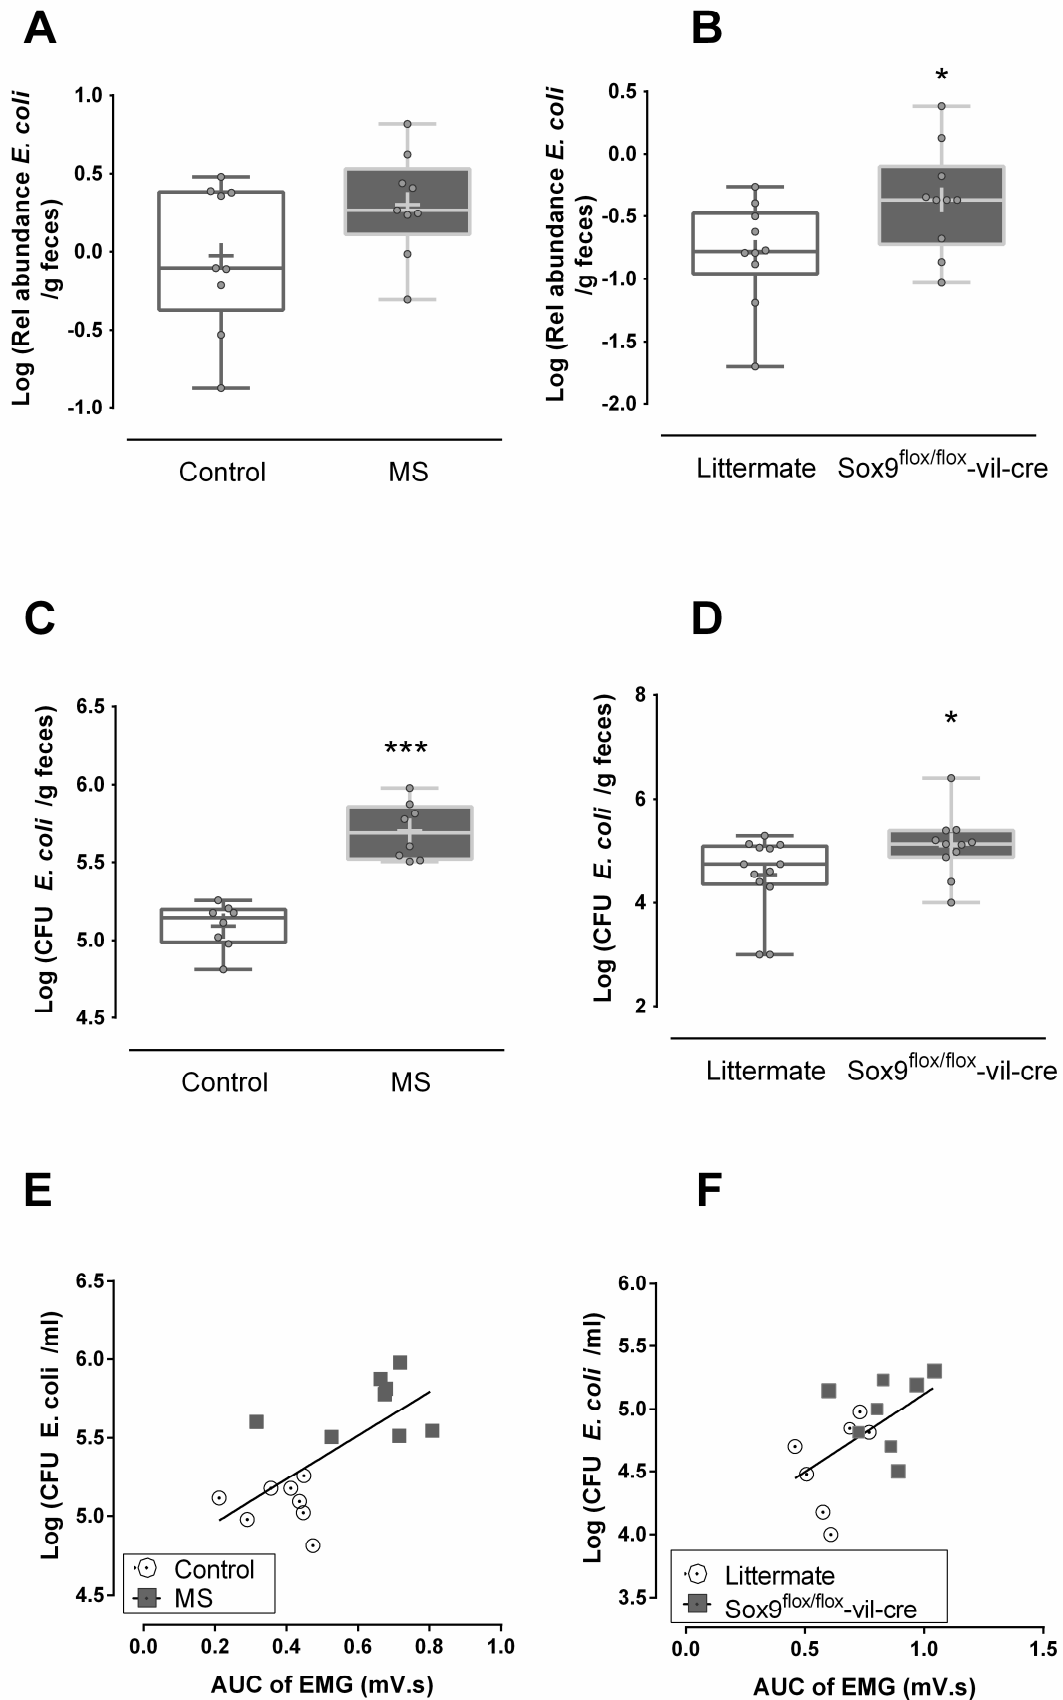 A
Log (Rel abundance E. coli
/g feces)
1.0
0.5
0.0
-0.5
-1.0
Control MS
B
Log (Rel abundance E. coli
/g feces)
*
0.5
0.0
-0.5
-1.0
-1.5
-2.0
Littermate Sox9flox/flox-vil-cre
C
Log (CFU E. coli /g feces)
6.5
6.0
5.5
5.0
4.5
***
Control MS
D
Log (CFU E. coli /g feces)
8
6
4
2
*
Littermate Sox9flox/flox-vil-cre
E
Log (CFU E. coli /ml)
6.5
6.0
5.5
5.0
4.5
Control
MS
0.0 0.2 0.4 0.6 0.8 1.0
AUC of EMG (mV.s)
F
Log (CFU E. coli /ml)
6.0
5.5
5.0
4.5
4.0
3.5
Littermate
Sox9flox/flox-vil-cre
0.0 0.5 1.0 1.5
AUC of EMG (mV.s)